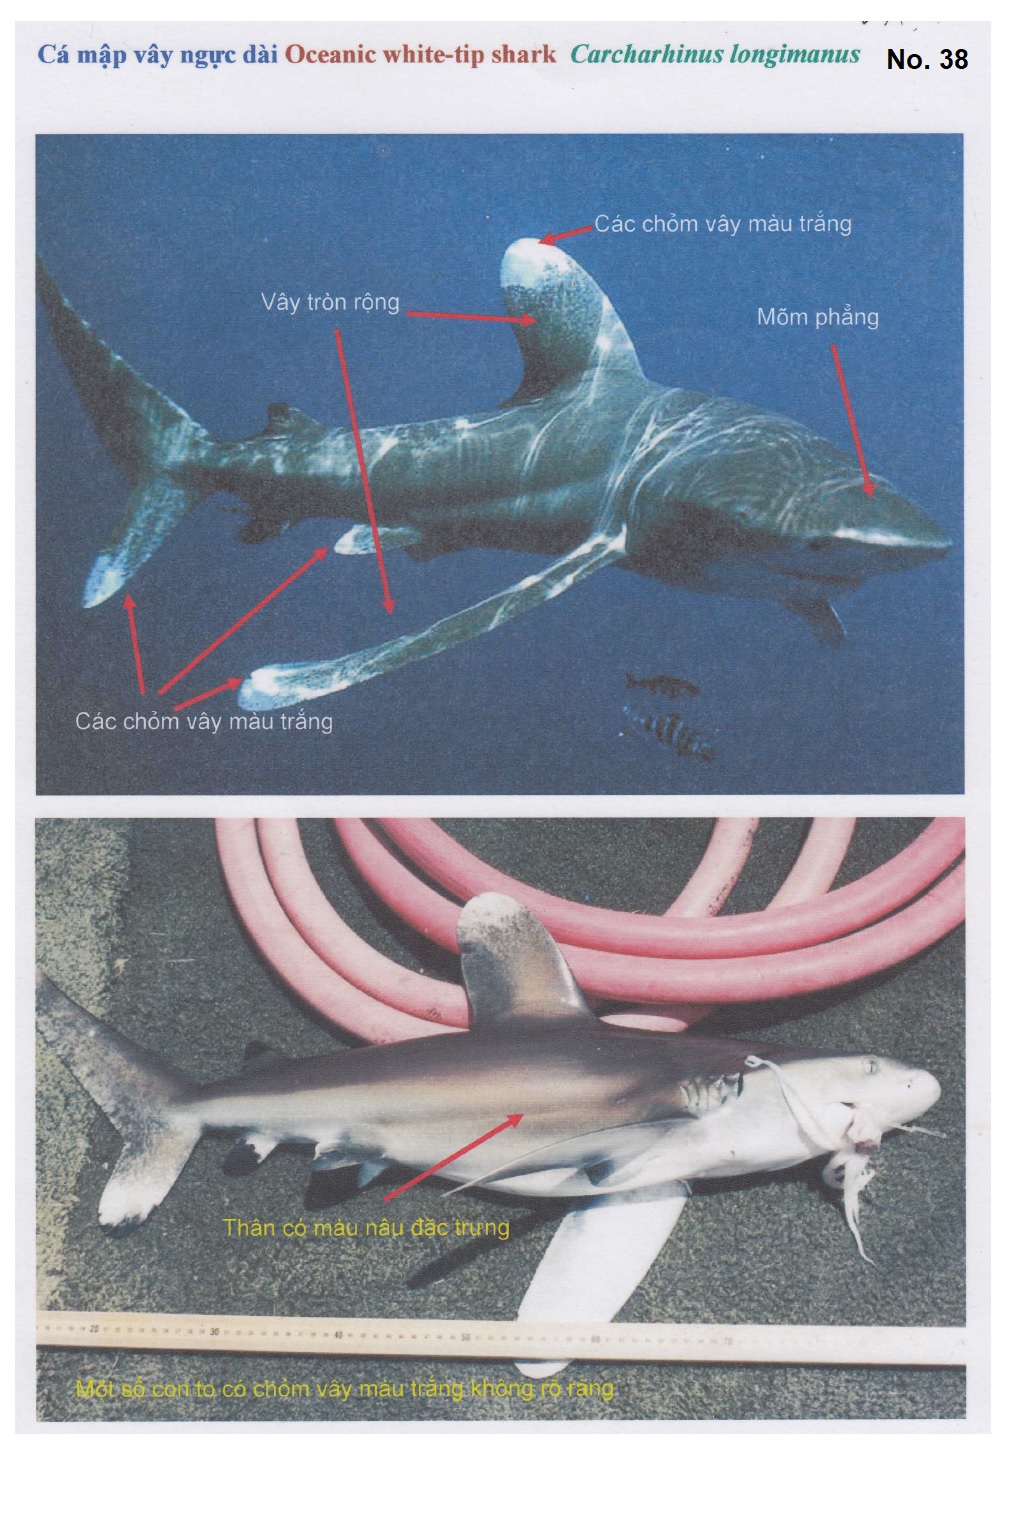 Cá mập vây ngực dài Oceanic white-tip shark Carcharhinus longimanus No. 38
Các chỏm vây màu trắng
Vây tròn rộng
Mõm phẳng
Các chỏm vây màu trắng
Thân có màu nâu đặc trưng
20 30 40 50 60 70
Một số con to có chỏm vây màu trắng không rõ ràng